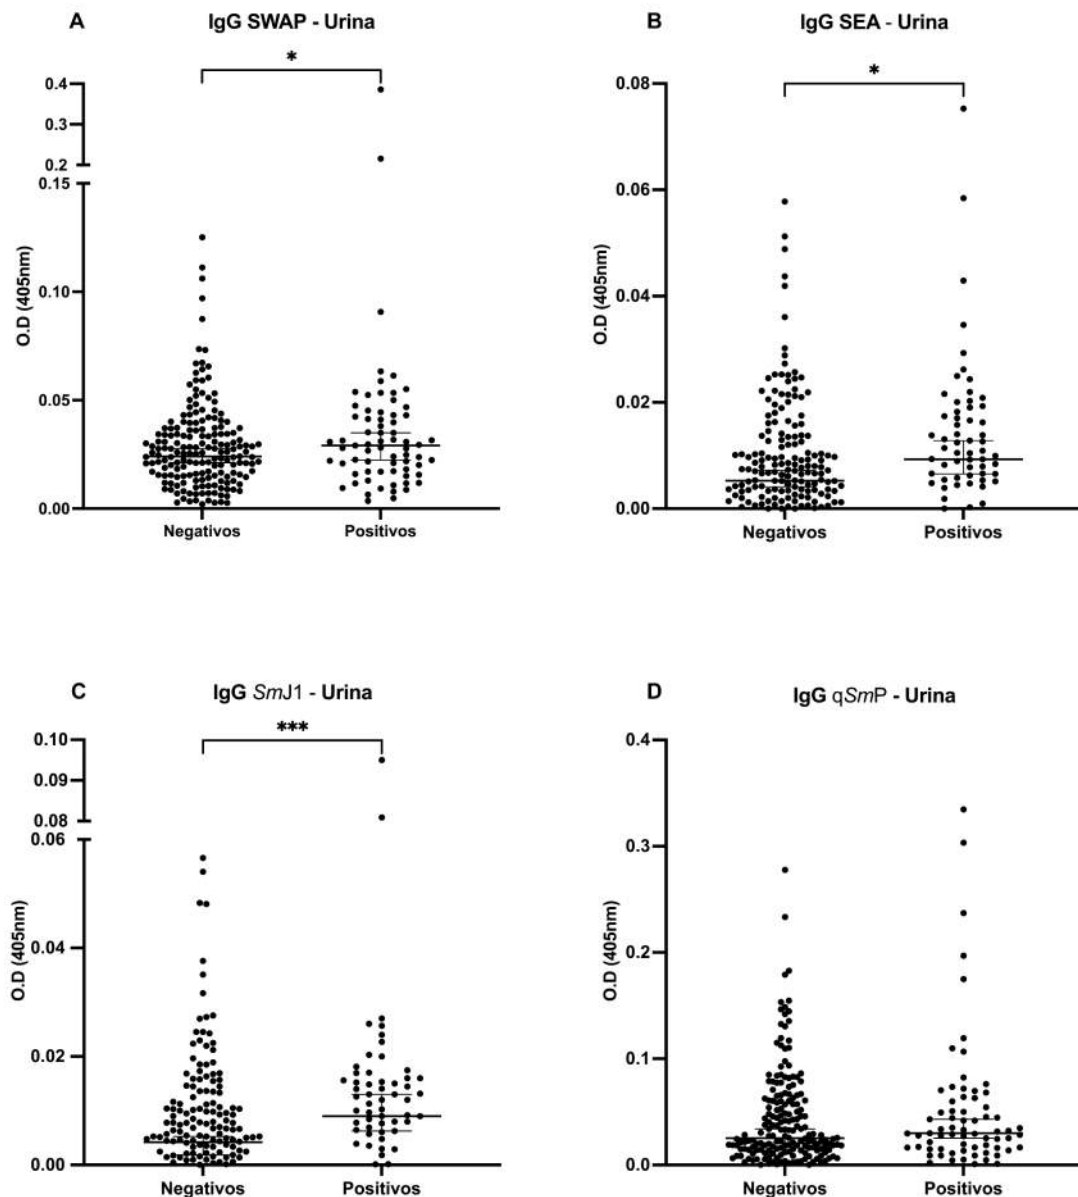 A IgG SWAP - Urina
*
0.4
0.3
0.2
0.15
0.10
0.05
0.00
O.D (405nm)
Negativos Positivos
B IgG SEA - Urina
*
0.08
0.06
0.04
0.02
0.00
O.D (405nm)
Negativos Positivos
C IgG SmJ1 - Urina
***
0.10
0.09
0.08
0.06
0.04
0.02
0.00
O.D (405nm)
Negativos Positivos
D IgG qSmP - Urina
0.4
0.3
0.2
0.1
0.0
O.D (405nm)
Negativos Positivos